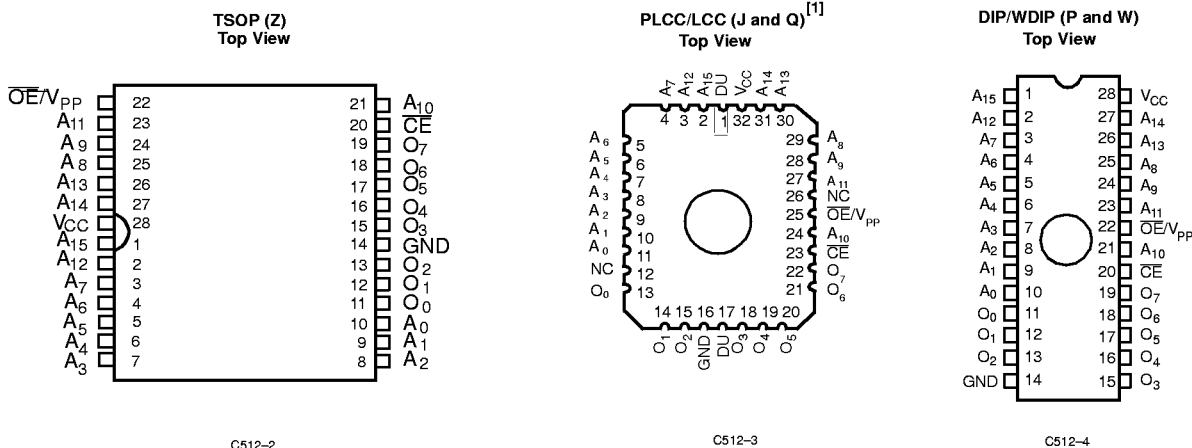 TSOP (Z)
Top View
O̅E̅/VPP 22
A11 23
A9 24
A8 25
A13 26
A14 27
VCC 28
A15 1
A12 2
A7 3
A6 4
A5 5
A4 6
A3 7
21 A10
20 C̅E̅
19 O7
18 O6
17 O5
16 O4
15 O3
14 GND
13 O2
12 O1
11 O0
10 A0
9 A1
8 A2
C512–2
PLCC/LCC (J and Q)[1]
Top View
A7 A12 A15 DU VCC A14 A13
4 3 2 1 32 31 30
A6 5
A5 6
A4 7
A3 8
A2 9
A1 10
A0 11
NC 12
O0 13
29 A8
28 A9
27 A11
26 NC
25 O̅E̅/VPP
24 A10
23 C̅E̅
22 O7
21 O6
14 15 16 17 18 19 20
O1 O2 GND DU O3 O4 O5
C512–3
DIP/WDIP (P and W)
Top View
A15 1
A12 2
A7 3
A6 4
A5 5
A4 6
A3 7
A2 8
A1 9
A0 10
O0 11
O1 12
O2 13
GND 14
28 VCC
27 A14
26 A13
25 A8
24 A9
23 A11
22 O̅E̅/VPP
21 A10
20 C̅E̅
19 O7
18 O6
17 O5
16 O4
15 O3
C512–4